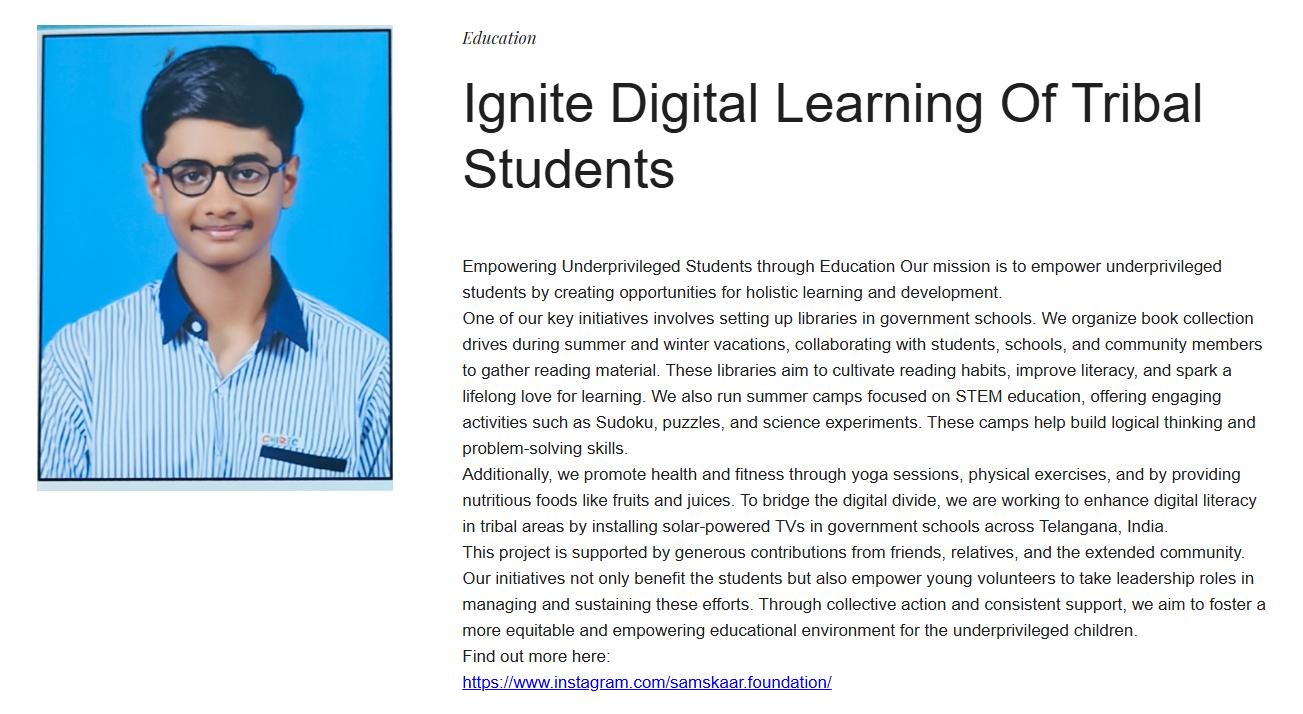 Education
Ignite Digital Learning Of Tribal
Students
Empowering Underprivileged Students through Education Our mission is to empower underprivileged
students by creating opportunities for holistic learning and development.
One of our key initiatives involves setting up libraries in government schools. We organize book collection
drives during summer and winter vacations, collaborating with students, schools, and community members
to gather reading material. These libraries aim to cultivate reading habits, improve literacy, and spark a
lifelong love for learning. We also run summer camps focused on STEM education, offering engaging
activities such as Sudoku, puzzles, and science experiments. These camps help build logical thinking and
problem-solving skills.
Additionally, we promote health and fitness through yoga sessions, physical exercises, and by providing
nutritious foods like fruits and juices. To bridge the digital divide, we are working to enhance digital literacy
in tribal areas by installing solar-powered TVs in government schools across Telangana, India.
This project is supported by generous contributions from friends, relatives, and the extended community.
Our initiatives not only benefit the students but also empower young volunteers to take leadership roles in
managing and sustaining these efforts. Through collective action and consistent support, we aim to foster a
more equitable and empowering educational environment for the underprivileged children.
Find out more here:
https://www.instagram.com/samskaar.foundation/